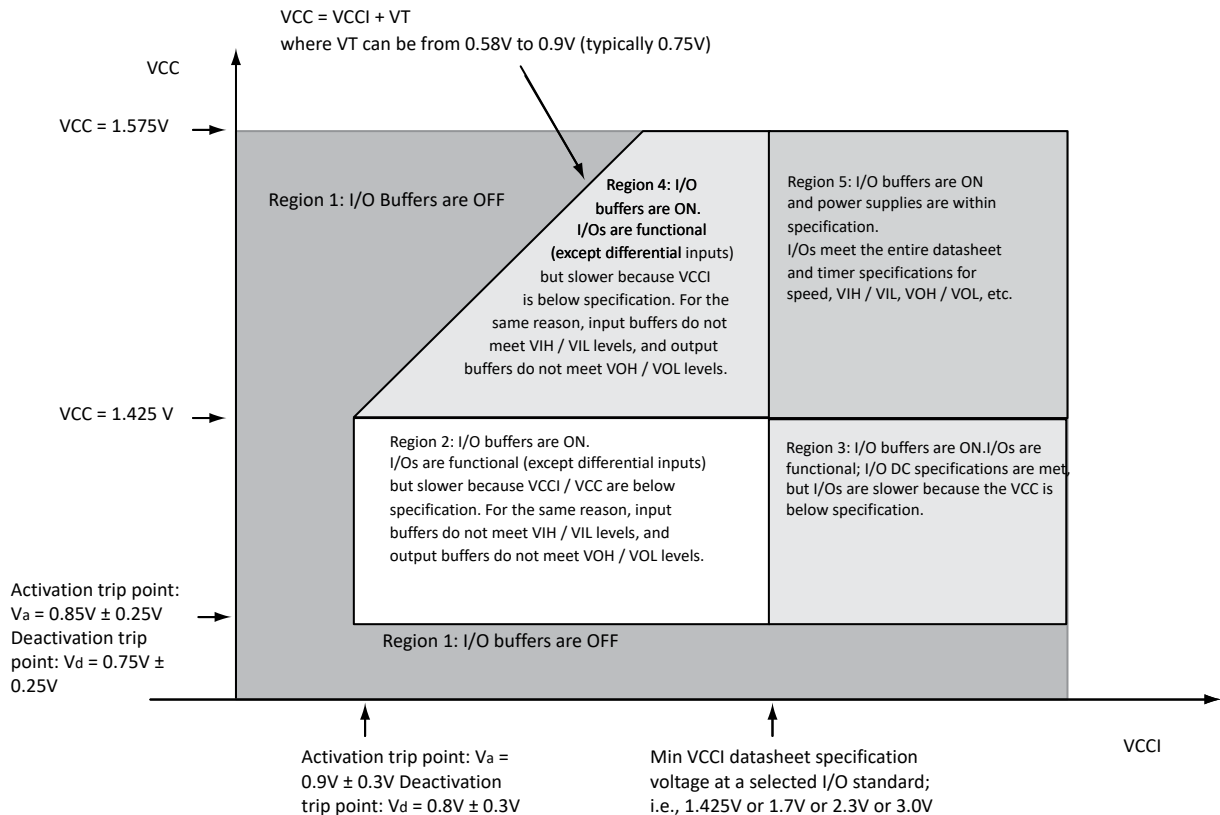 VCC = VCCI + VT
where VT can be from 0.58V to 0.9V (typically 0.75V)
VCC
VCC = 1.575V
Region 1: I/O Buffers are OFF
Region 4: I/O
buffers are ON.
I/Os are functional
(except differential inputs)
but slower because VCCI
is below specification. For the
same reason, input buffers do not
meet VIH / VIL levels, and output
buffers do not meet VOH / VOL levels.
Region 5: I/O buffers are ON
and power supplies are within
specification.
I/Os meet the entire datasheet
and timer specifications for
speed, VIH / VIL, VOH / VOL, etc.
VCC = 1.425 V
Region 2: I/O buffers are ON.
I/Os are functional (except differential inputs)
but slower because VCCI / VCC are below
specification. For the same reason, input
buffers do not meet VIH / VIL levels, and
output buffers do not meet VOH / VOL levels.
Region 3: I/O buffers are ON.I/Os are
functional; I/O DC specifications are met,
but I/Os are slower because the VCC is
below specification.
Activation trip point:
Va = 0.85V ± 0.25V
Deactivation trip
point: Vd = 0.75V ±
0.25V
Region 1: I/O buffers are OFF
VCCI
Activation trip point: Va =
0.9V ± 0.3V Deactivation
trip point: Vd = 0.8V ± 0.3V
Min VCCI datasheet specification
voltage at a selected I/O standard;
i.e., 1.425V or 1.7V or 2.3V or 3.0V